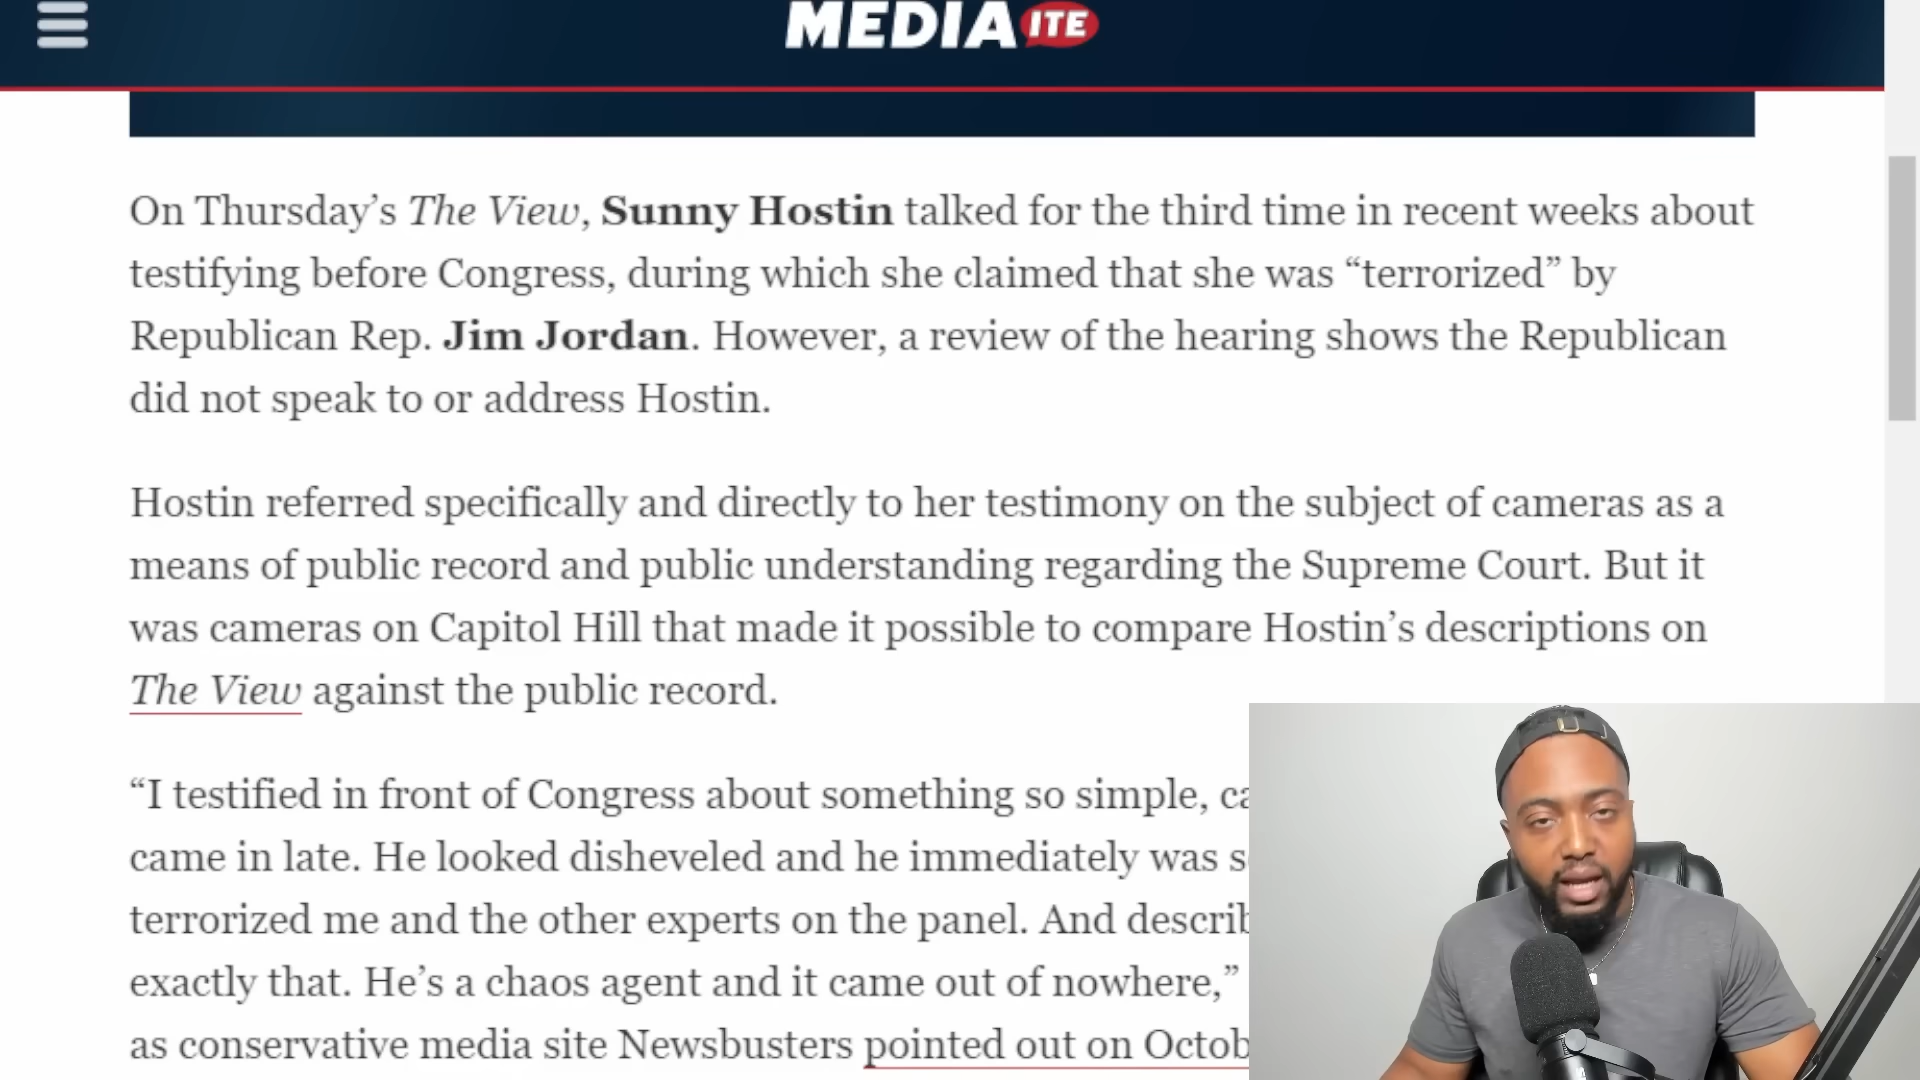 MEDIAITE
On Thursday’s The View, Sunny Hostin talked for the third time in recent weeks about
testifying before Congress, during which she claimed that she was “terrorized” by
Republican Rep. Jim Jordan. However, a review of the hearing shows the Republican
did not speak to or address Hostin.
Hostin referred specifically and directly to her testimony on the subject of cameras as a
means of public record and public understanding regarding the Supreme Court. But it
was cameras on Capitol Hill that made it possible to compare Hostin’s descriptions on
The View against the public record.
“I testified in front of Congress about something so simple,
came in late. He looked disheveled and he immediately was
terrorized me and the other experts on the panel. And
exactly that. He’s a chaos agent and it came out of nowhere,”
as conservative media site Newsbusters pointed out on